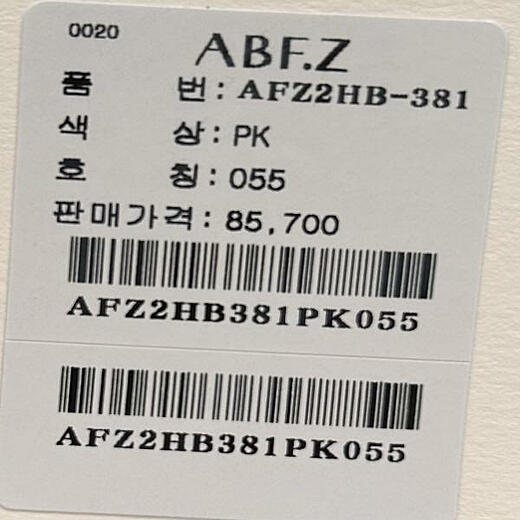 0020
ABF.Z
품 번 : AFZ2HB-381
색 상 : PK
호 칭 : 055
판매가격 : 85,700
AFZ2HB381PK055
AFZ2HB381PK055